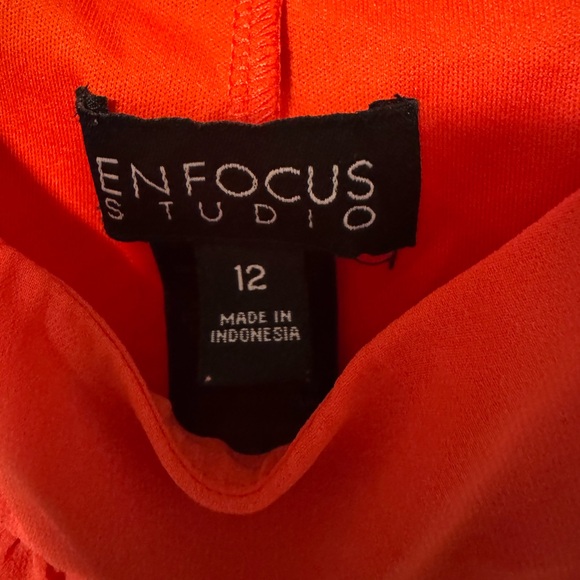 ENFOCUS
STUDIO
12
MADE IN
INDONESIA